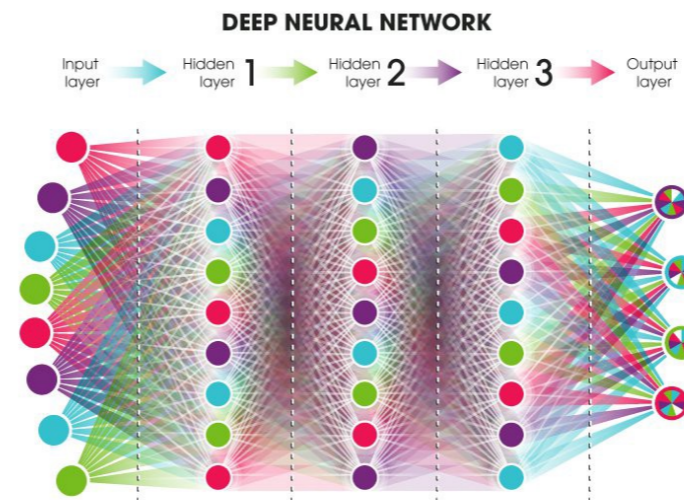 DEEP NEURAL NETWORK
Input layer
Hidden layer 1
Hidden layer 2
Hidden layer 3
Output layer